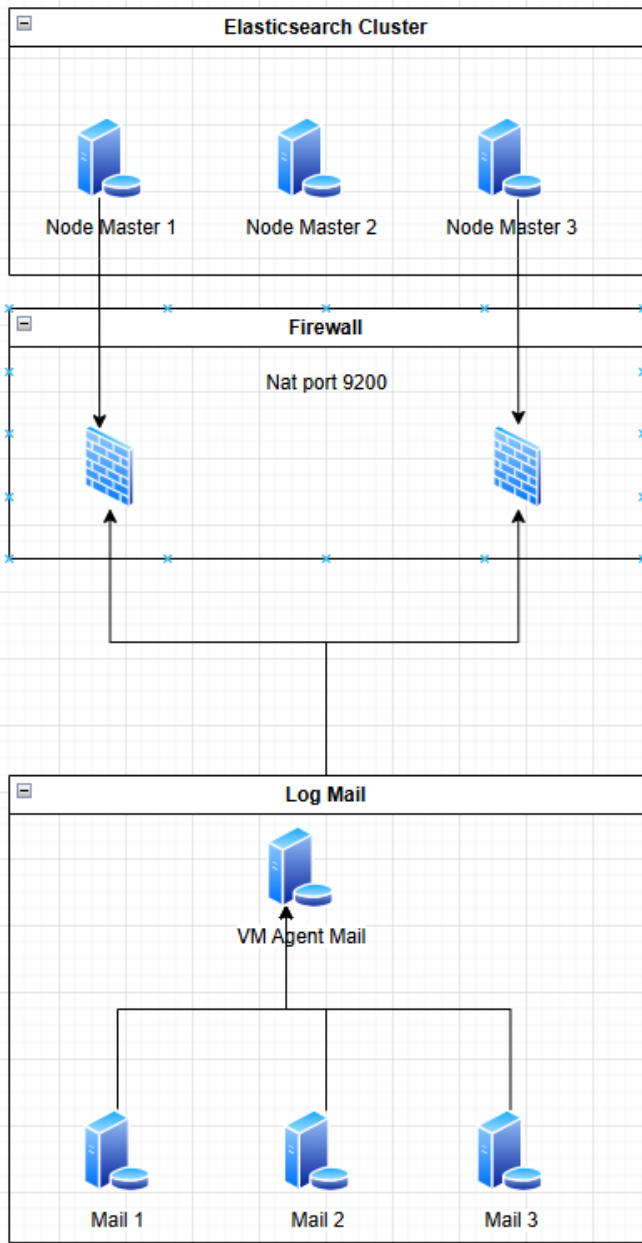 Elasticsearch Cluster
Node Master 1
Node Master 2
Node Master 3
Firewall
Nat port 9200
Log Mail
VM Agent Mail
Mail 1
Mail 2
Mail 3